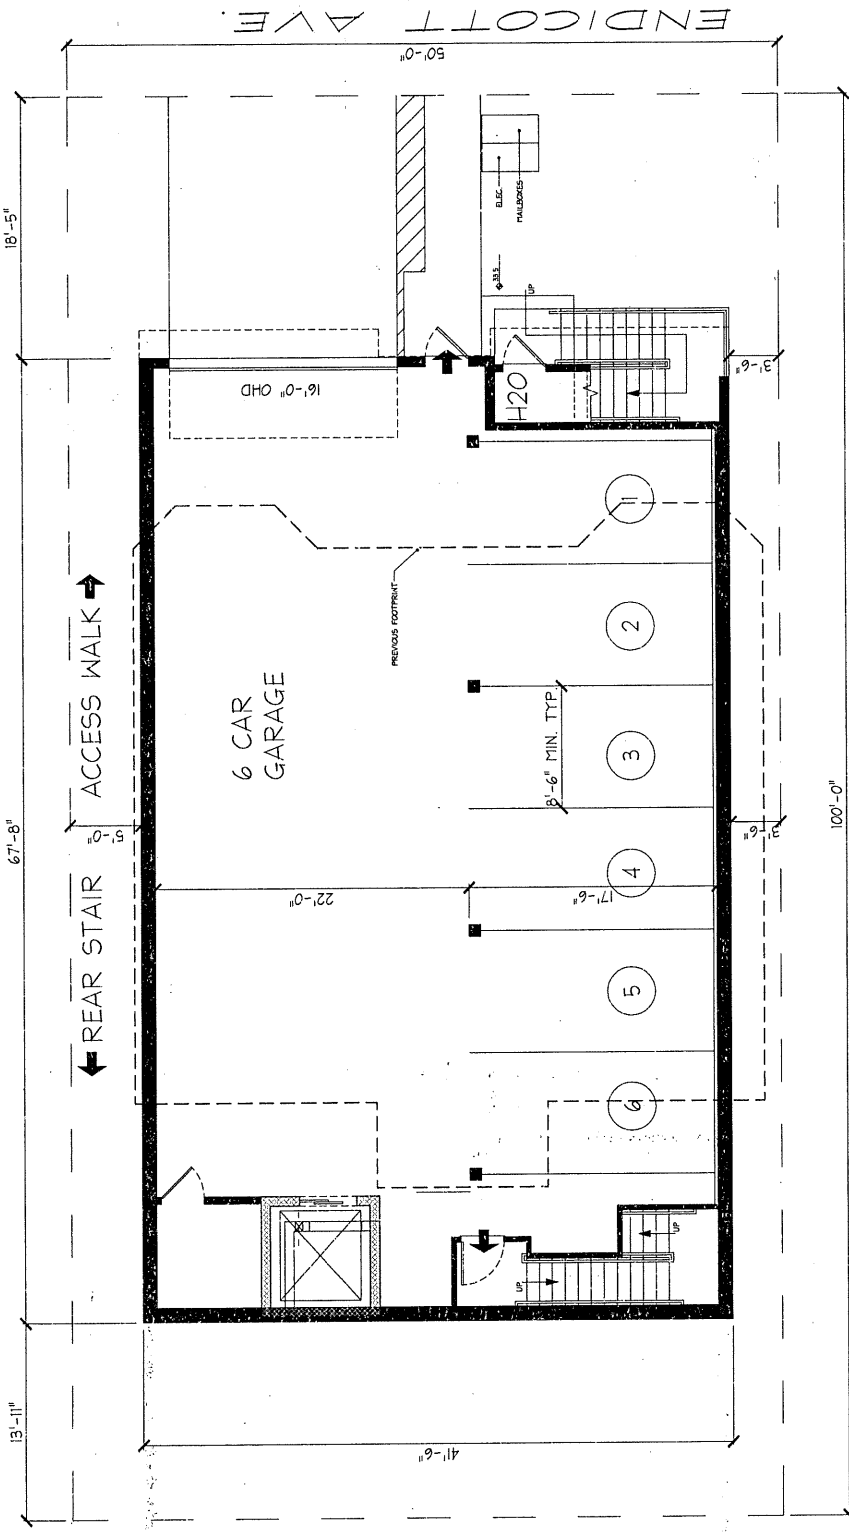 ENDICOTT AVE.
50'-0"
18'-5"
ELEC.
MAILBOXES
33.5
UP
16'-0" OHD
H2O
3'-6"
1
PREVIOUS FOOTPRINT
ACCESS WALK
2
6 CAR
GARAGE
8'-6" MIN. TYP.
3
67'-8"
5'-0"
3'-6"
100'-0"
4
22'-0"
17'-6"
REAR STAIR
5
6
UP
UP
13'-11"
41'-6"